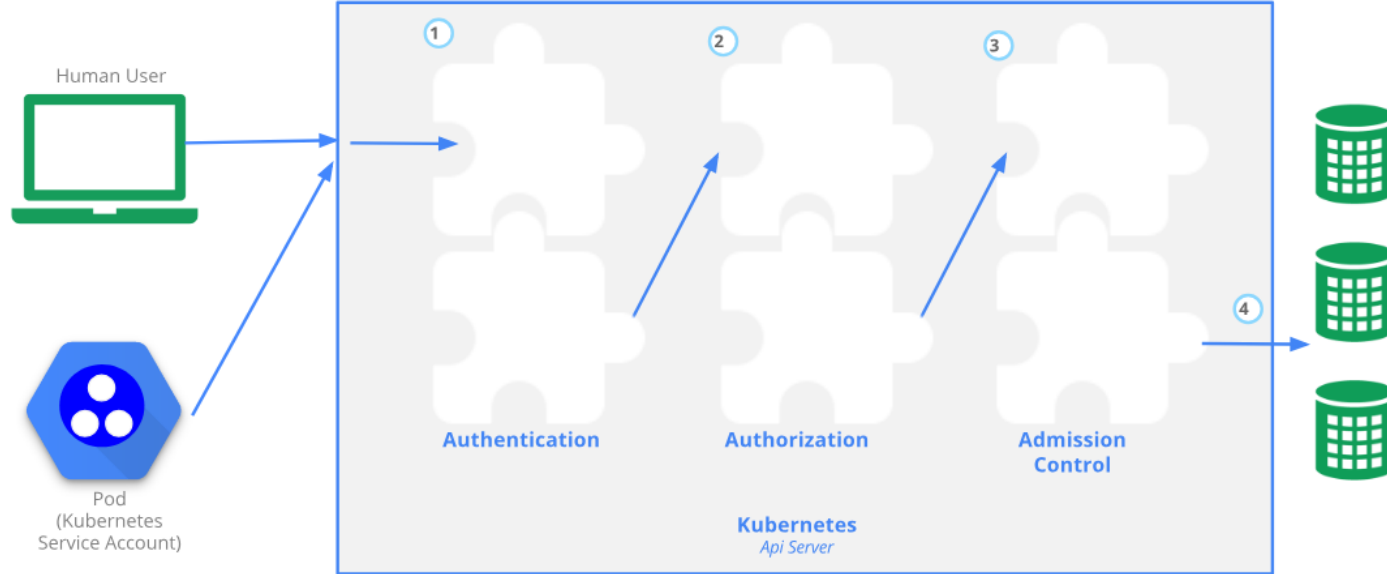 Human User
Pod
(Kubernetes
Service Account)
1
2
3
4
Authentication
Authorization
Admission
Control
Kubernetes
Api Server